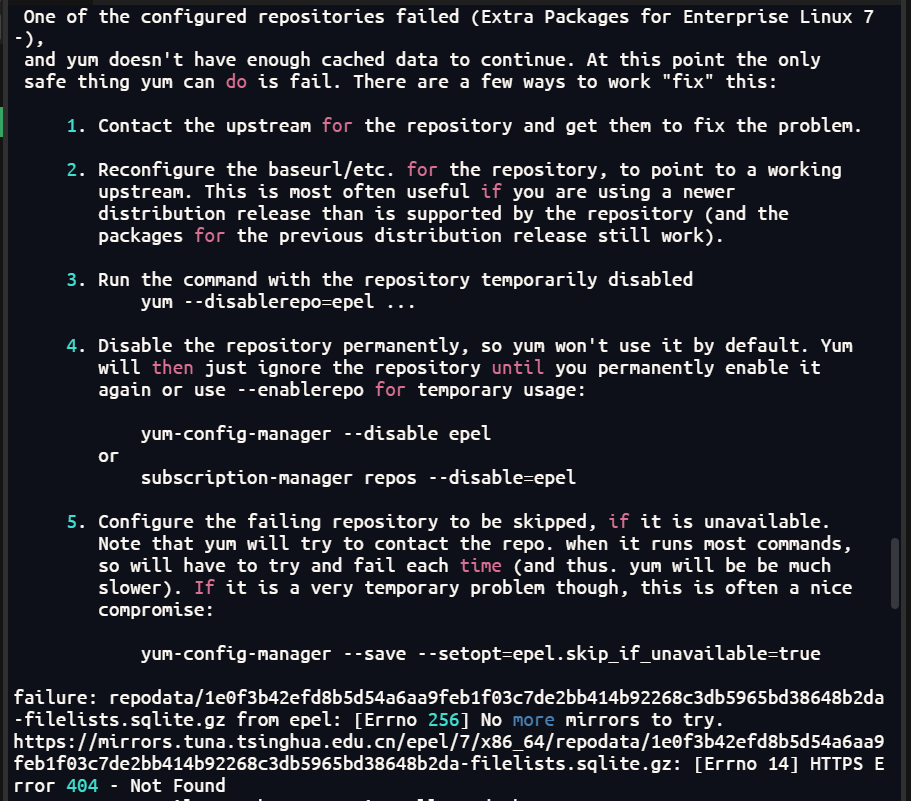 One of the configured repositories failed (Extra Packages for Enterprise Linux 7
-),
and yum doesn't have enough cached data to continue. At this point the only
safe thing yum can do is fail. There are a few ways to work "fix" this:
1. Contact the upstream for the repository and get them to fix the problem.
2. Reconfigure the baseurl/etc. for the repository, to point to a working
upstream. This is most often useful if you are using a newer
distribution release than is supported by the repository (and the
packages for the previous distribution release still work).
3. Run the command with the repository temporarily disabled
yum --disablerepo=epel ...
4. Disable the repository permanently, so yum won't use it by default. Yum
will then just ignore the repository until you permanently enable it
again or use --enablerepo for temporary usage:
yum-config-manager --disable epel
or
subscription-manager repos --disable=epel
5. Configure the failing repository to be skipped, if it is unavailable.
Note that yum will try to contact the repo. when it runs most commands,
so will have to try and fail each time (and thus. yum will be be much
slower). If it is a very temporary problem though, this is often a nice
compromise:
yum-config-manager --save --setopt=epel.skip_if_unavailable=true
failure: repodata/1e0f3b42efd8b5d54a6aa9feb1f03c7de2bb414b92268c3db5965bd38648b2da
-filelists.sqlite.gz from epel: [Errno 256] No more mirrors to try.
https://mirrors.tuna.tsinghua.edu.cn/epel/7/x86_64/repodata/1e0f3b42efd8b5d54a6aa9
feb1f03c7de2bb414b92268c3db5965bd38648b2da-filelists.sqlite.gz: [Errno 14] HTTPS E
rror 404 - Not Found